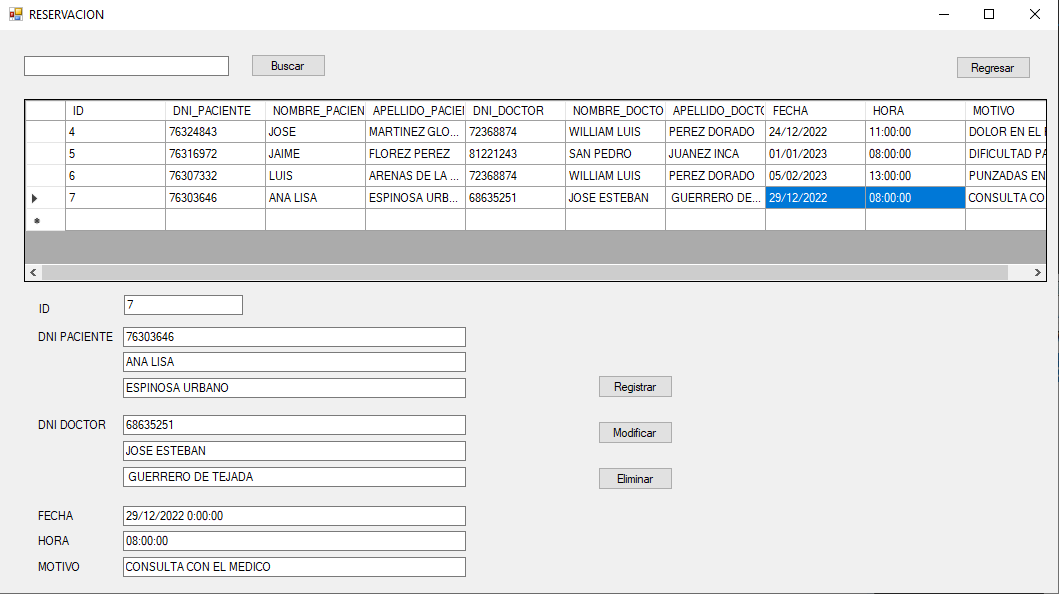 RESERVACION
Buscar
Regresar
ID DNI_PACIENTE NOMBRE_PACIEN APELLIDO_PACIEI DNI_DOCTOR NOMBRE_DOCTO APELLIDO_DOCTC FECHA HORA MOTIVO
4 76324843 JOSE MARTINEZ GLO... 72368874 WILLIAM LUIS PEREZ DORADO 24/12/2022 11:00:00 DOLOR EN EL
5 76316972 JAIME FLOREZ PEREZ 81221243 SAN PEDRO JUANEZ INCA 01/01/2023 08:00:00 DIFICULTAD PA
6 76307332 LUIS ARENAS DE LA ... 72368874 WILLIAM LUIS PEREZ DORADO 05/02/2023 13:00:00 PUNZADAS EN
7 76303646 ANA LISA ESPINOSA URB... 68635251 JOSE ESTEBAN GUERRERO DE... 29/12/2022 08:00:00 CONSULTA CO
ID 7
DNI PACIENTE 76303646
ANA LISA
ESPINOSA URBANO
Registrar
DNI DOCTOR 68635251
Modificar
JOSE ESTEBAN
GUERRERO DE TEJADA
Eliminar
FECHA 29/12/2022 0:00:00
HORA 08:00:00
MOTIVO CONSULTA CON EL MEDICO